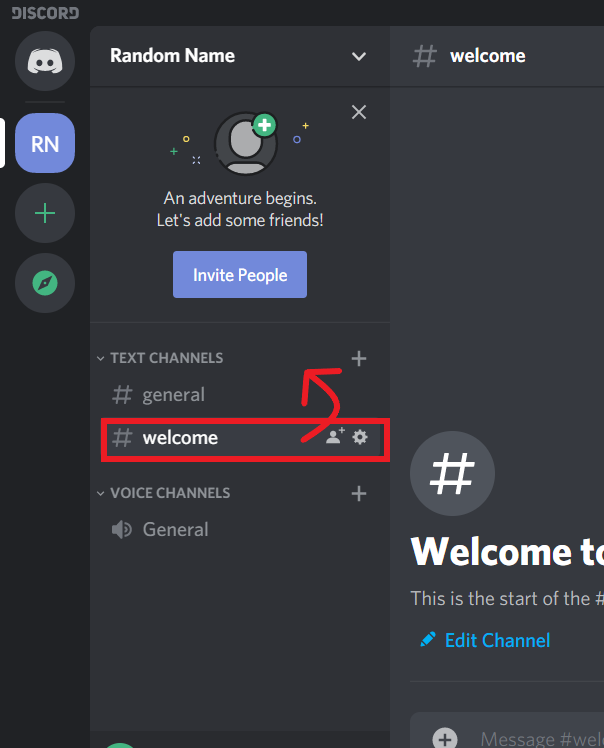 DISCORD
Random Name
# welcome
RN
An adventure begins.
Let's add some friends!
Invite People
TEXT CHANNELS
# general
# welcome
VOICE CHANNELS
General
#
Welcome to
This is the start of the #
Edit Channel
Message #wel